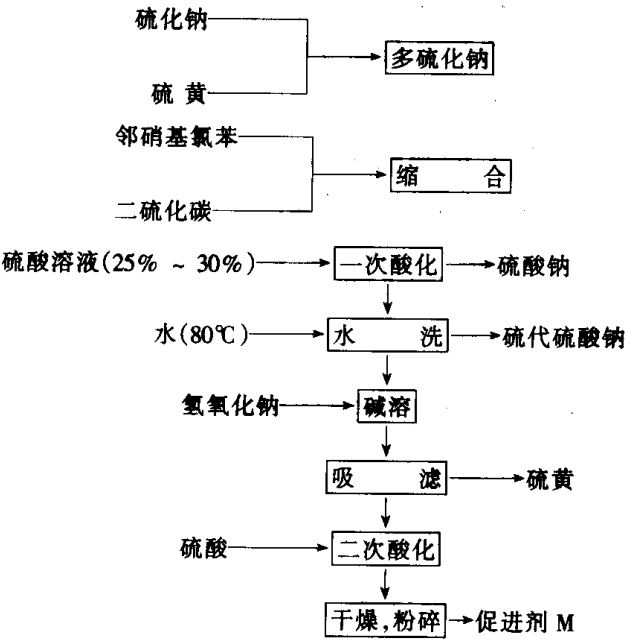 硫化钠
多硫化钠
硫黄
邻硝基氯苯
缩合
二硫化碳
硫酸溶液(25% ~ 30%) 一次酸化 硫酸钠
水(80℃) 水洗 硫代硫酸钠
氢氧化钠 碱溶
吸滤 硫黄
硫酸 二次酸化
干燥,粉碎 促进剂 M